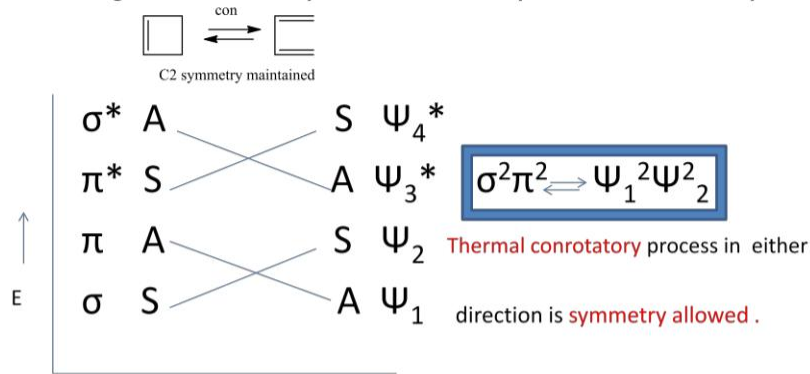 con
C2 symmetry maintained
σ* A S Ψ₄*
π* S A Ψ₃* σ²π² ⇌ Ψ₁²Ψ²₂
π A S Ψ₂ Thermal conrotatory process in either
E σ S A Ψ₁ direction is symmetry allowed .